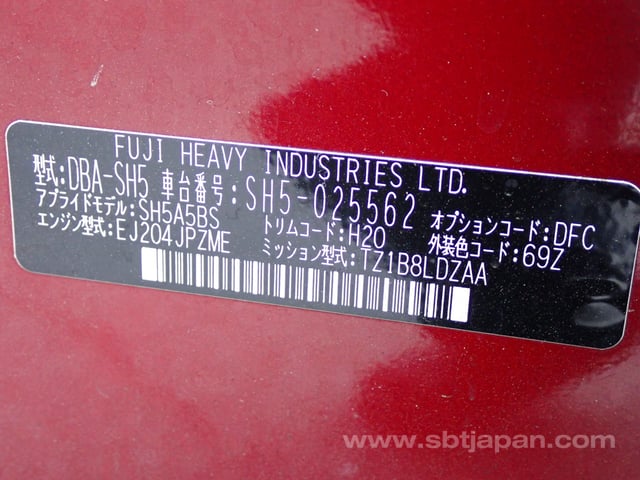 FUJI HEAVY INDUSTRIES LTD.
型式:DBA-SH5 車台番号:SH5-025562
アプライドモデル:SH5A5BS トリムコード:H20 オプションコード:DFC
エンジン型式:EJ204JPZME ミッション型式:TZ1B8LDZAA 外装色コード:69Z
www.sbtjapan.com